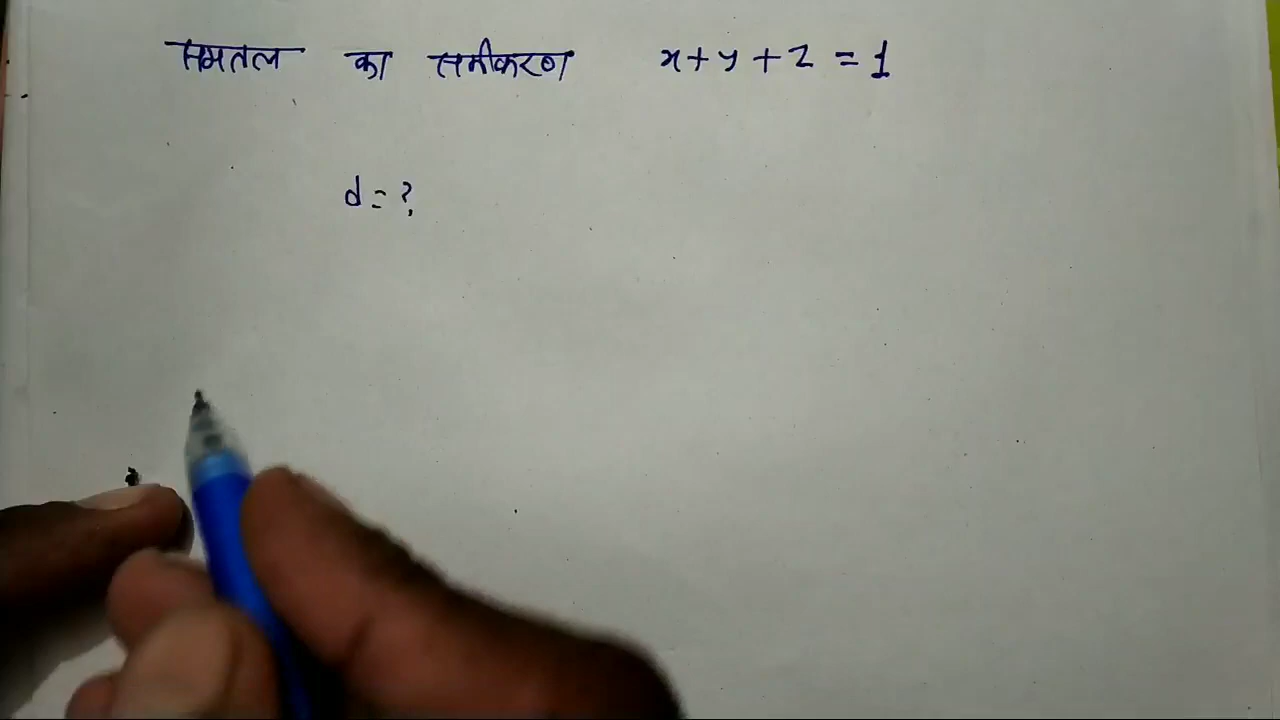 समतल का समीकरण x+y+z=1
d=?